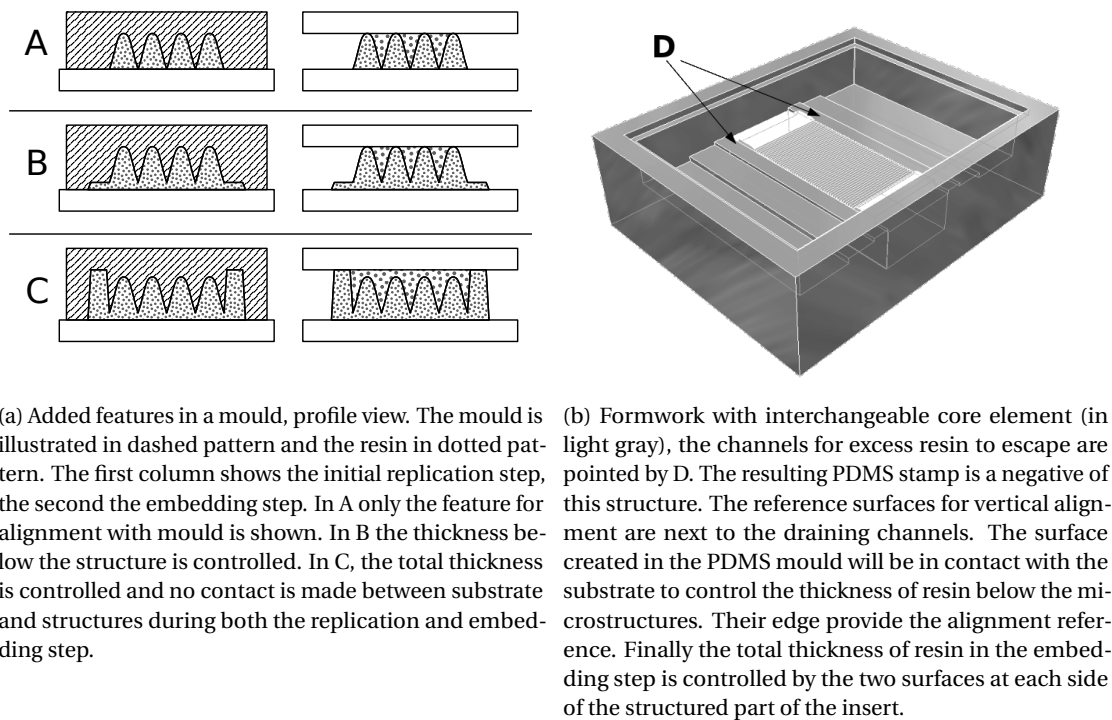 A
B
C
D
(a) Added features in a mould, profile view. The mould is
illustrated in dashed pattern and the resin in dotted pat-
tern. The first column shows the initial replication step,
the second the embedding step. In A only the feature for
alignment with mould is shown. In B the thickness be-
low the structure is controlled. In C, the total thickness
is controlled and no contact is made between substrate
and structures during both the replication and embed-
ding step.
(b) Formwork with interchangeable core element (in
light gray), the channels for excess resin to escape are
pointed by D. The resulting PDMS stamp is a negative of
this structure. The reference surfaces for vertical align-
ment are next to the draining channels. The surface
created in the PDMS mould will be in contact with the
substrate to control the thickness of resin below the mi-
crostructures. Their edge provide the alignment refer-
ence. Finally the total thickness of resin in the embed-
ding step is controlled by the two surfaces at each side
of the structured part of the insert.